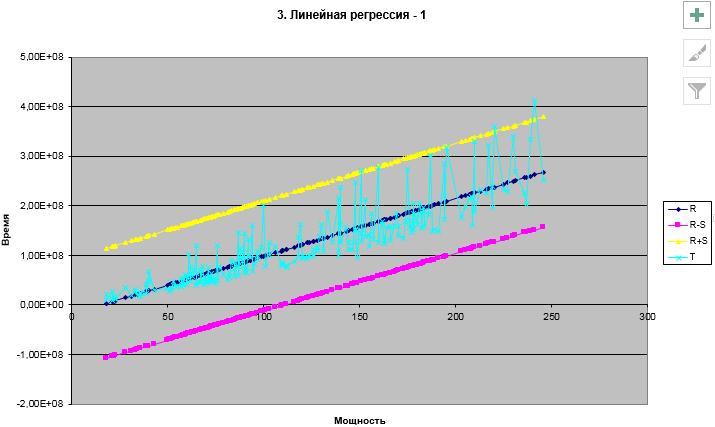 3. Линейная регрессия - 1
5,00E+08
4,00E+08
3,00E+08
2,00E+08
1,00E+08
0,00E+00
-1,00E+08
-2,00E+08
0
50
100
150
200
250
300
Время
Мощность
R
R-S
R+S
T